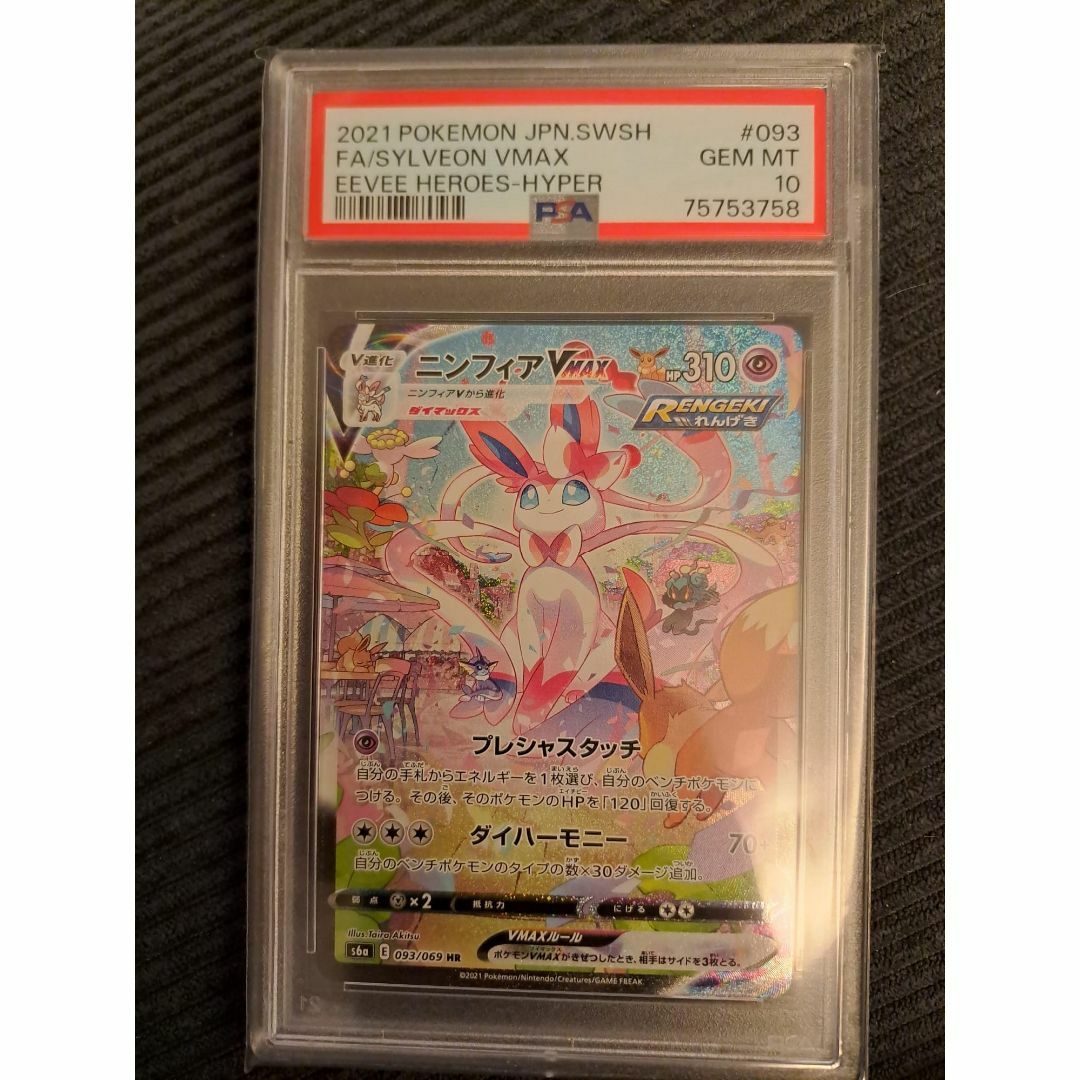 2021 POKEMON JPN.SWSH #093
FA/SYLVEON VMAX GEM MT
EEVEE HEROES-HYPER 10
PSA 75753758
V進化 ニンフィアVMAX HP310
ニンフィアVから進化
ダイマックス
RENGEKI
れんげき
プレシャスタッチ
自分の手札からエネルギーを1枚選び、自分のベンチポケモンに
つける。その後、そのポケモンのHPを「120」回復する。
ダイハーモニー 70+
自分のベンチポケモンのタイプの数×30ダメージ追加。
弱点 ×2 抵抗力 にげる
Illus.Taira Akitsu
VMAXルール
s6a E 093/069 HR
ポケモンVMAXがきぜつしたとき、相手はサイドを3枚とる。
©2021 Pokémon/Nintendo/Creatures/GAME FREAK.